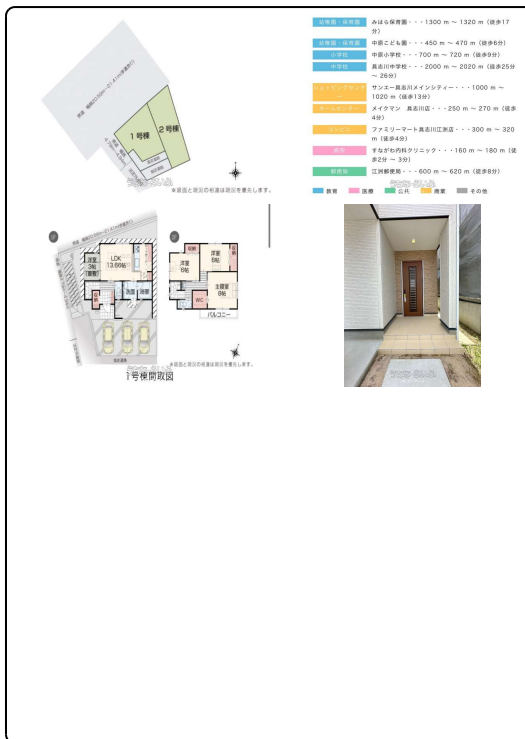 1号棟
2号棟
※図面と現況の相違は現況を優先します。
幼稚園・保育園 みはら保育園・・・1300 m ～ 1320 m（徒歩17
分）
幼稚園・保育園 中原こども園・・・450 m ～ 470 m（徒歩6分）
小学校 中原小学校・・・700 m ～ 720 m（徒歩9分）
中学校 具志川中学校・・・2000 m ～ 2020 m（徒歩25分
～ 26分）
サンエー具志川メインシティー・・・1000 m ～
1020 m（徒歩13分）
ホームセンター メイクマン 具志川店・・・250 m ～ 270 m（徒歩
4分）
コンビニ ファミリーマート具志川江洲店・・・300 m ～ 320
m（徒歩4分）
病院 すながわ内科クリニック・・・160 m ～ 180 m（徒
歩2分 ～ 3分）
郵便局 江洲郵便局・・・600 m ～ 620 m（徒歩8分）
教育 医療 公共 商業 その他
洋室
3帖
LDK
13.66帖
収納
洗面
浴室
収納
洋室
6帖
洋室
6帖
収納
主寝室
8帖
WC
バルコニー
※図面と現況の相違は現況を優先します。
1号棟間取図